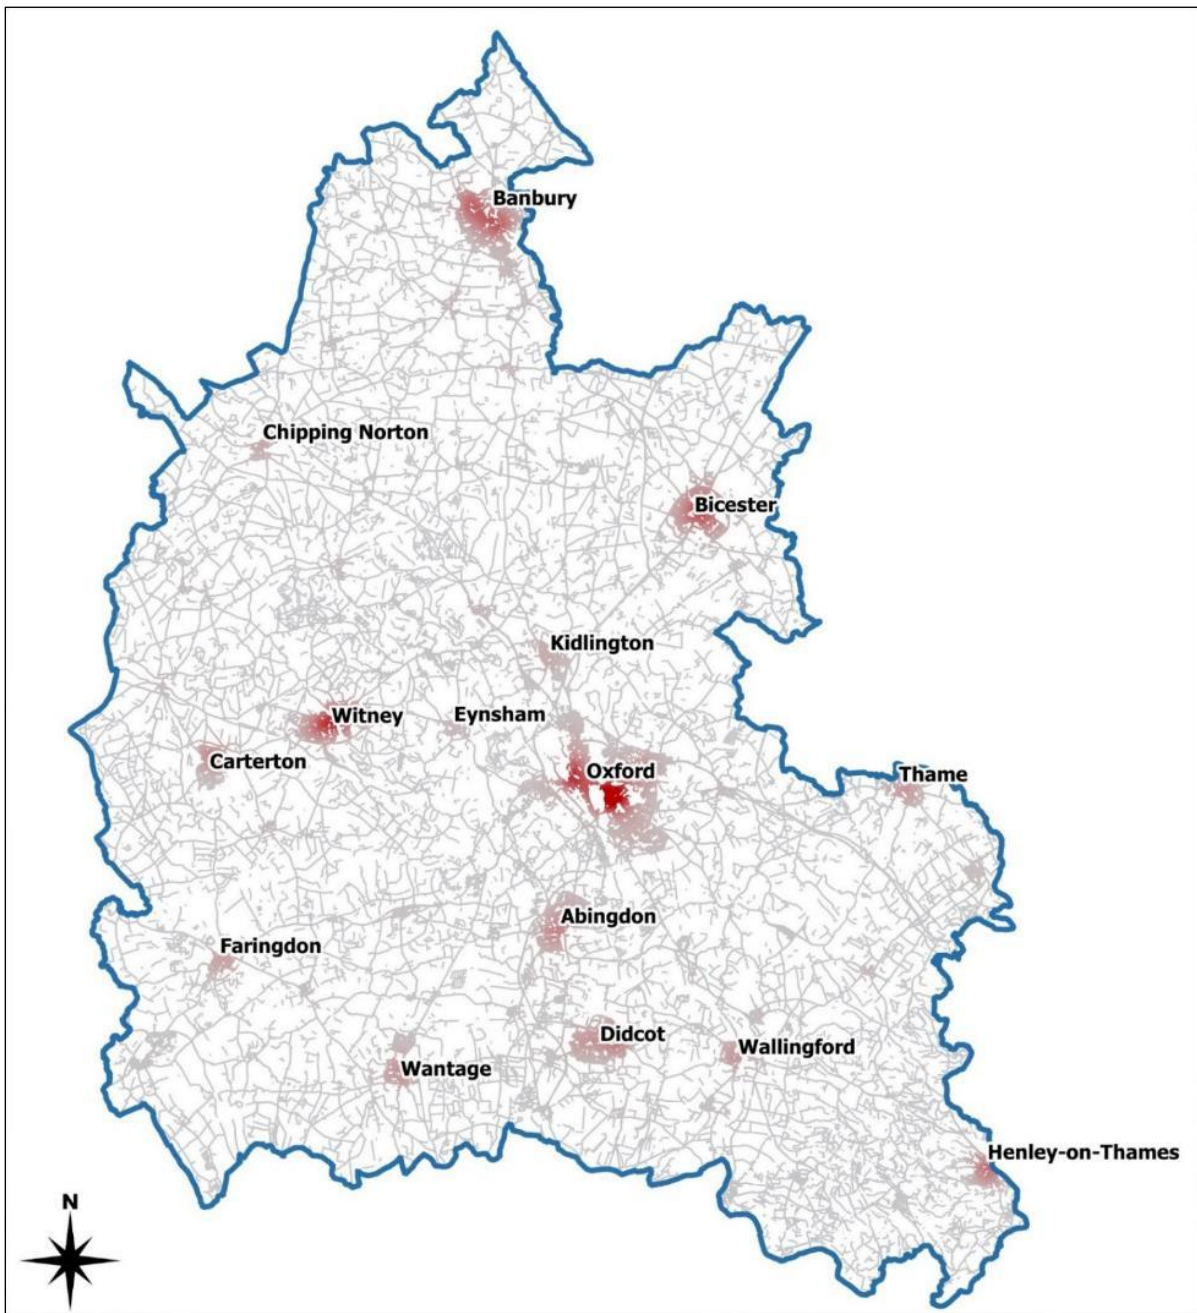 Banbury
Chipping Norton
Bicester
Kidlington
Witney
Eynsham
Carterton
Oxford
Thame
Abingdon
Faringdon
Didcot
Wallingford
Wantage
Henley-on-Thames
N